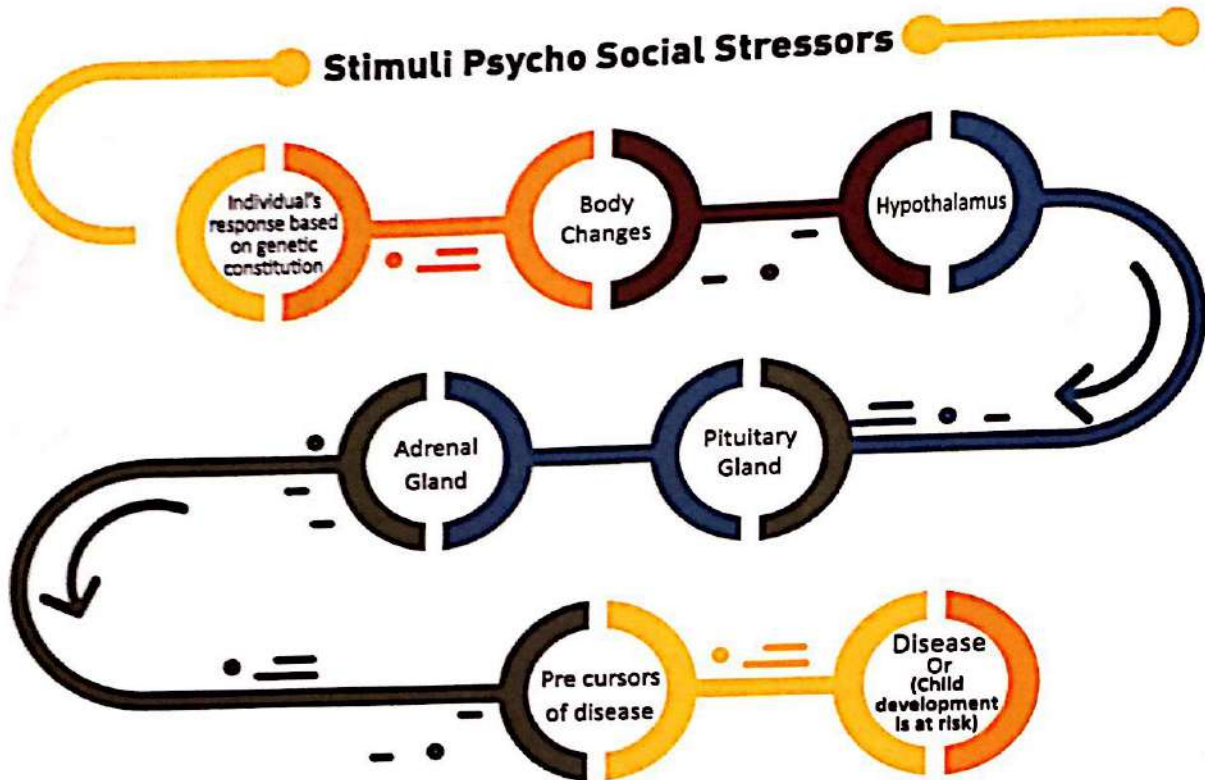 Stimuli Psycho Social Stressors
Individual's
response based
on genetic
constitution
Body
Changes
Hypothalamus
Pituitary
Gland
Adrenal
Gland
Pre cursors
of disease
Disease
Or
(Child
development
is at risk)